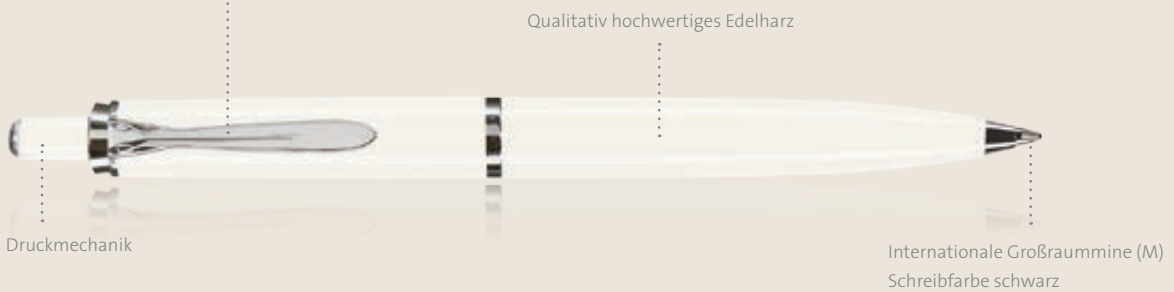 Qualitativ hochwertiges Edelharz
Druckmechanik
Internationale Großraummine (M)
Schreibfarbe schwarz